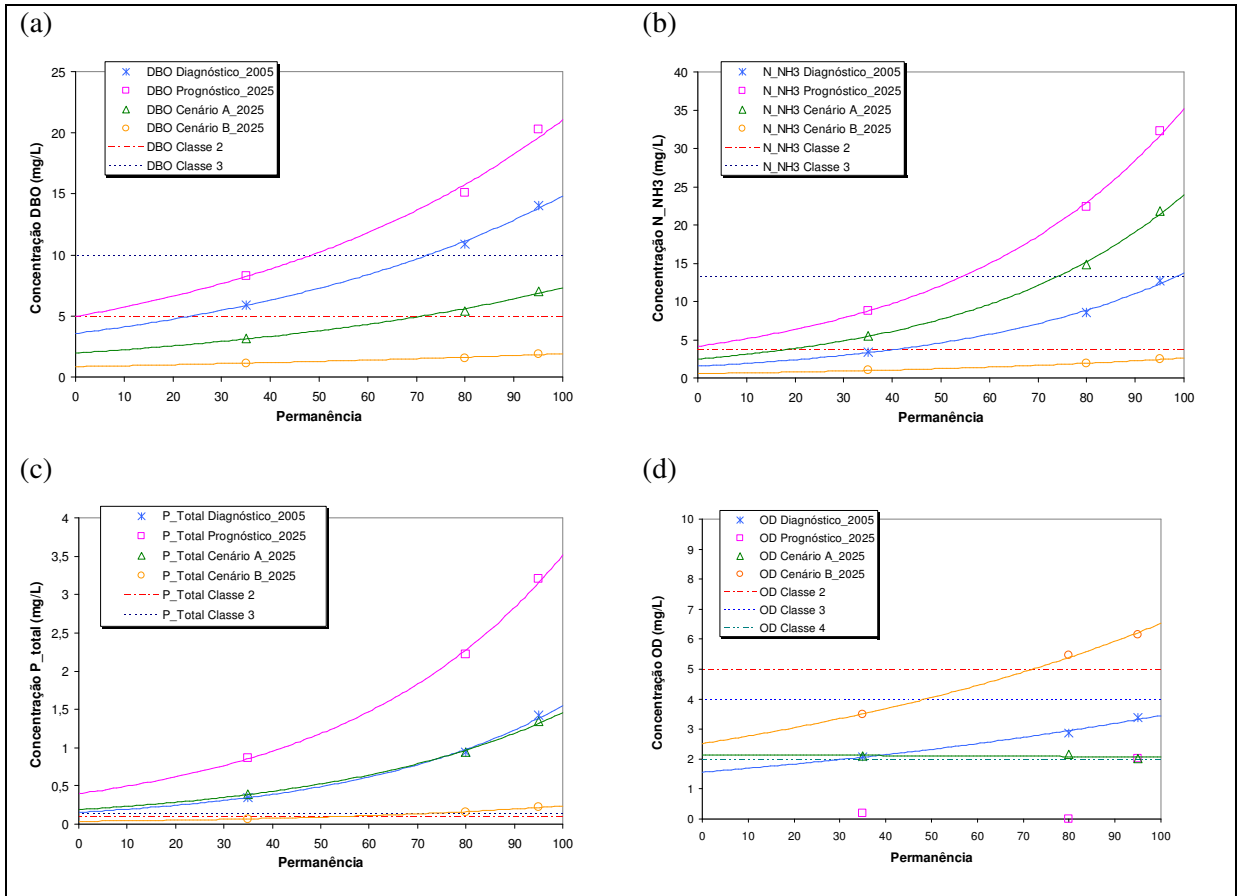 (a)
DBO Diagnóstico_2005
DBO Prognóstico_2025
DBO Cenário A_2025
DBO Cenário B_2025
DBO Classe 2
DBO Classe 3
Concentração DBO (mg/L)
25
20
15
10
5
0
0 10 20 30 40 50 60 70 80 90 100
Permanência
(b)
N_NH3 Diagnóstico_2005
N_NH3 Prognóstico_2025
N_NH3 Cenário A_2025
N_NH3 Cenário B_2025
N_NH3 Classe 2
N_NH3 Classe 3
Concentração N_NH3 (mg/L)
40
35
30
25
20
15
10
5
0
0 10 20 30 40 50 60 70 80 90 100
Permanência
(c)
P_Total Diagnóstico_2005
P_Total Prognóstico_2025
P_Total Cenário A_2025
P_Total Cenário B_2025
P_Total Classe 2
P_Total Classe 3
Concentração P_total (mg/L)
4
3,5
3
2,5
2
1,5
1
0,5
0
0 10 20 30 40 50 60 70 80 90 100
Permanência
(d)
OD Diagnóstico_2005
OD Prognóstico_2025
OD Cenário A_2025
OD Cenário B_2025
OD Classe 2
OD Classe 3
OD Classe 4
Concentração OD (mg/L)
10
9
8
7
6
5
4
3
2
1
0
0 10 20 30 40 50 60 70 80 90 100
Permanência